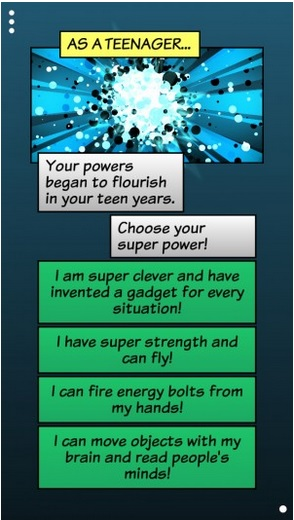 AS A TEENAGER...
Your powers
began to flourish
in your teen years.
Choose your
super power!
I am super clever and have
invented a gadget for every
situation!
I have super strength and
can fly!
I can fire energy bolts from
my hands!
I can move objects with my
brain and read people's
minds!